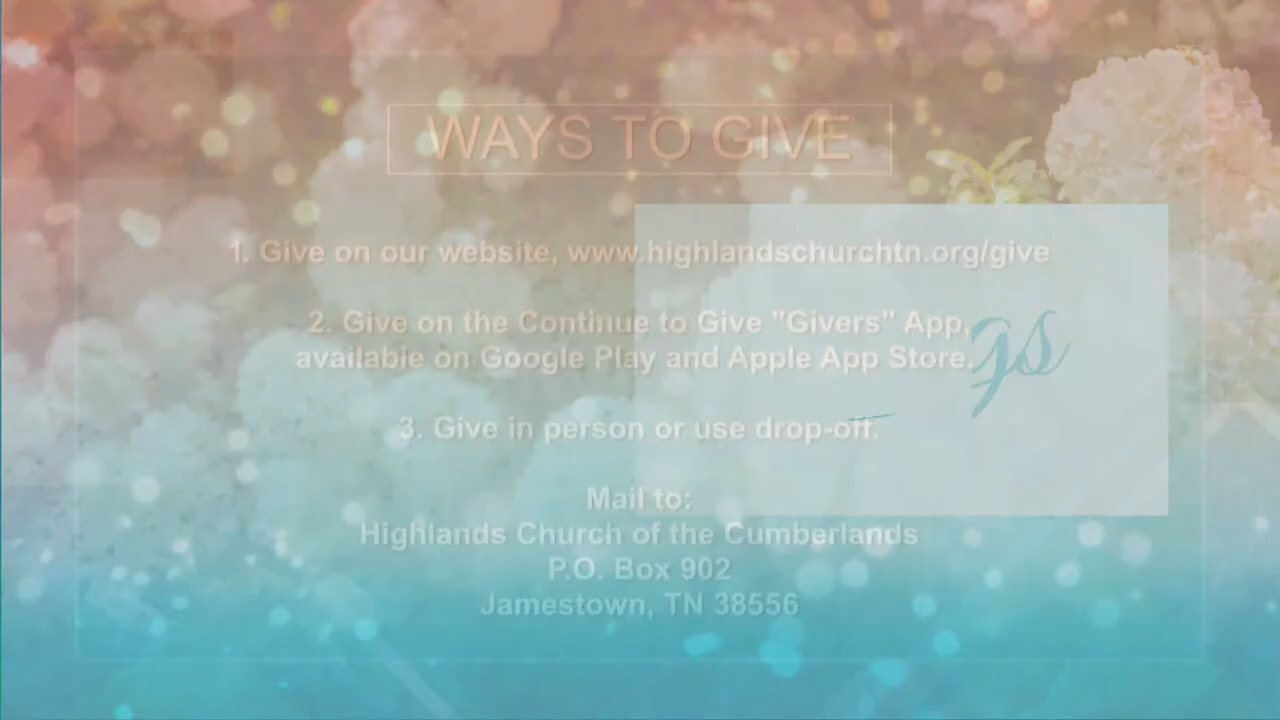 WAYS TO GIVE
1. Give on our website, www.highlandschurchtn.org/give
2. Give on the Continue to Give "Givers" App,
available on Google Play and Apple App Store.
gs
3. Give in person or use drop-off.
Mail to:
Highlands Church of the Cumberlands
P.O. Box 902
Jamestown, TN 38556